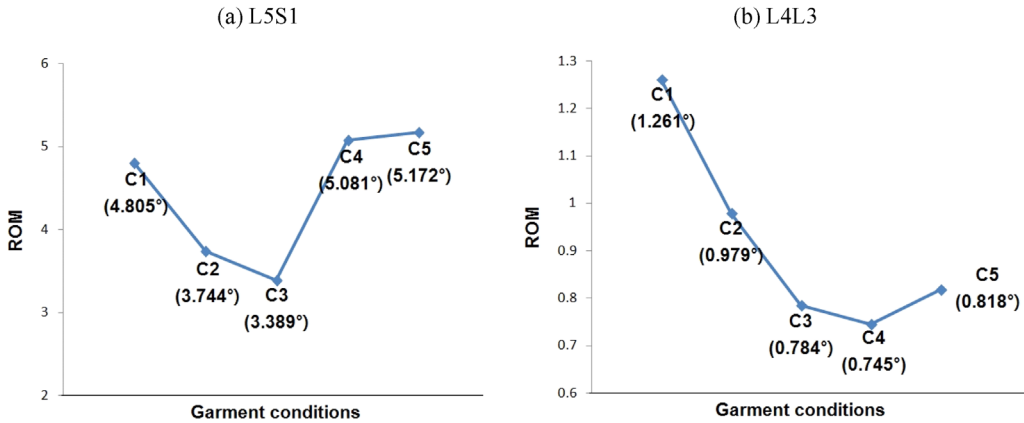 (a) L5S1
6
5
4
3
2
ROM
C1
(4.805°)
C2
(3.744°)
C3
(3.389°)
C4
(5.081°)
C5
(5.172°)
Garment conditions
(b) L4L3
1.3
1.2
1.1
1
0.9
0.8
0.7
0.6
ROM
C1
(1.261°)
C2
(0.979°)
C3
(0.784°)
C4
(0.745°)
C5
(0.818°)
Garment conditions